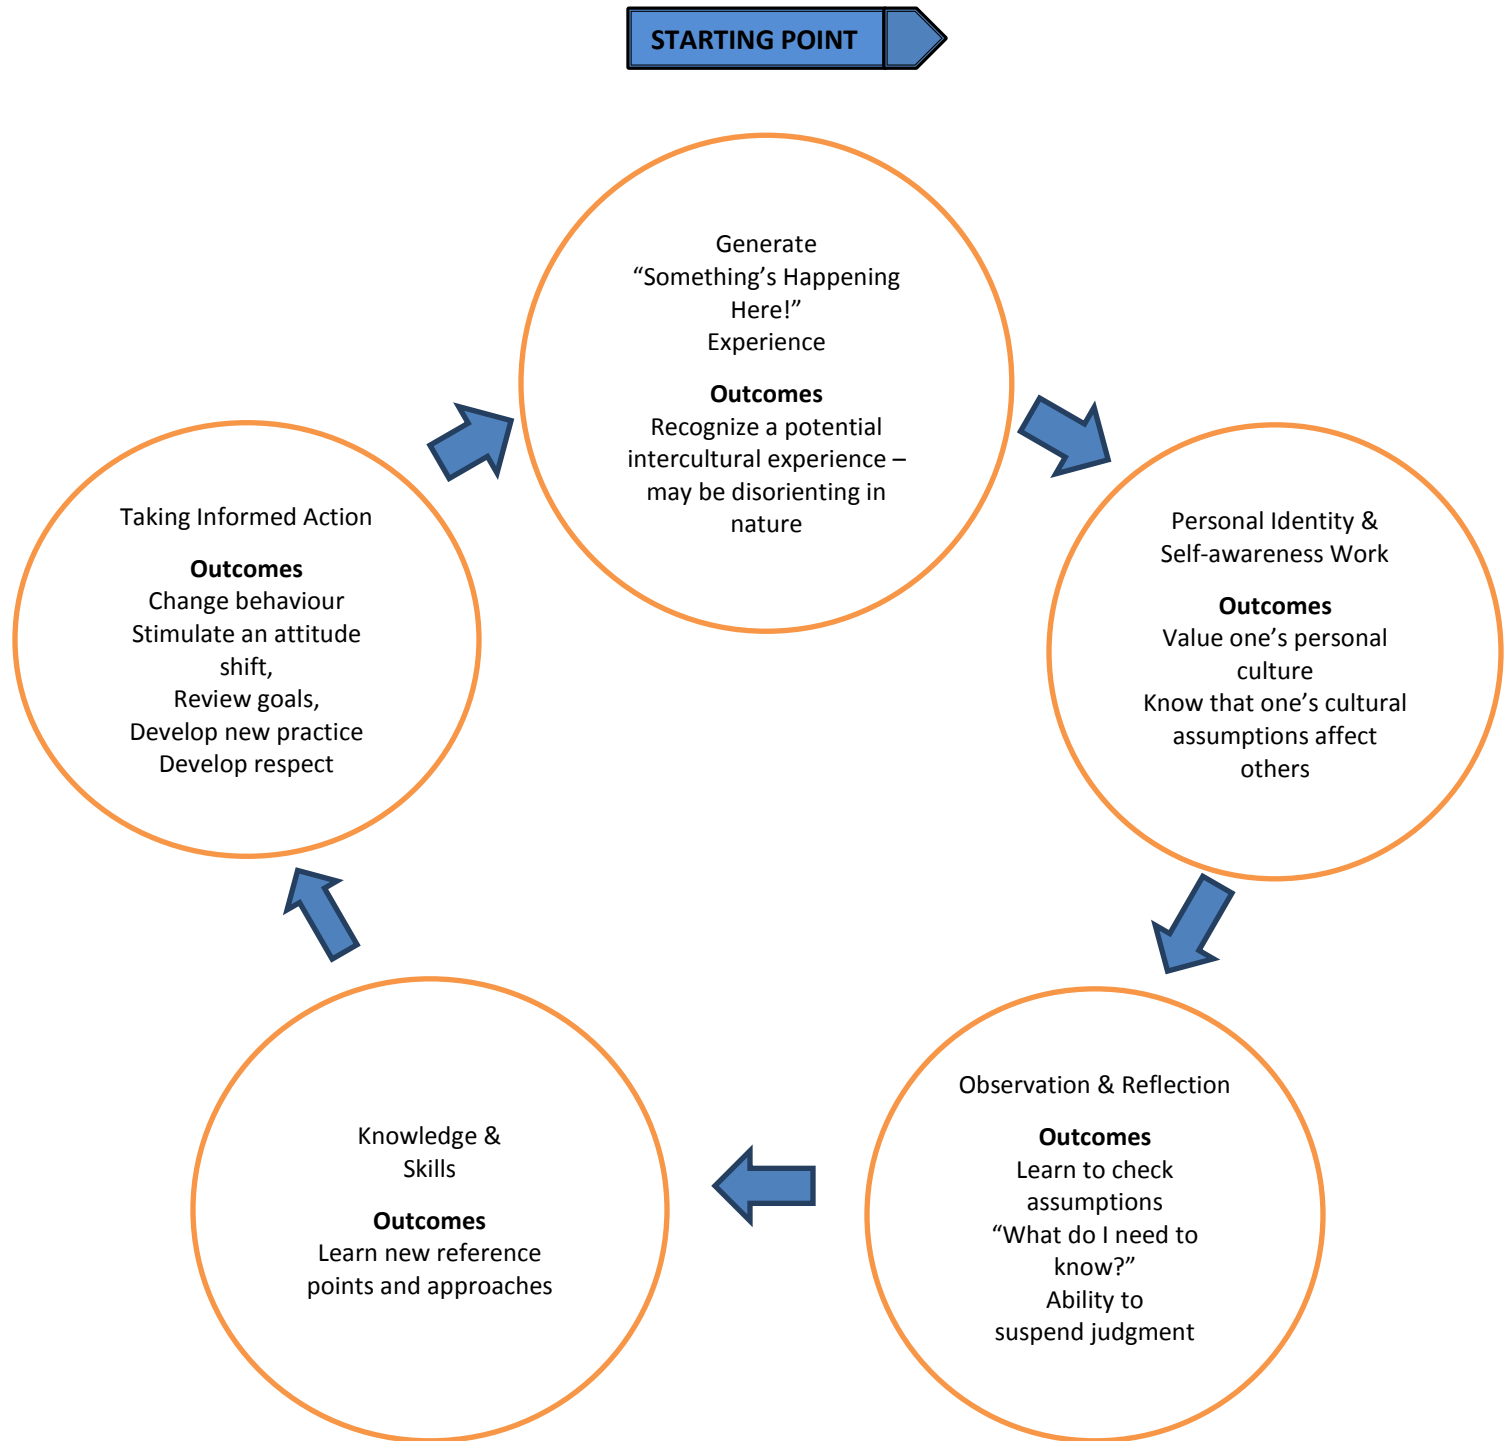 STARTING POINT
Generate
“Something’s Happening
Here!”
Experience
Outcomes
Recognize a potential
intercultural experience –
may be disorienting in
nature
Personal Identity &
Self-awareness Work
Outcomes
Value one’s personal
culture
Know that one’s cultural
assumptions affect
others
Observation & Reflection
Outcomes
Learn to check
assumptions
“What do I need to
know?”
Ability to
suspend judgment
Knowledge &
Skills
Outcomes
Learn new reference
points and approaches
Taking Informed Action
Outcomes
Change behaviour
Stimulate an attitude
shift,
Review goals,
Develop new practice
Develop respect